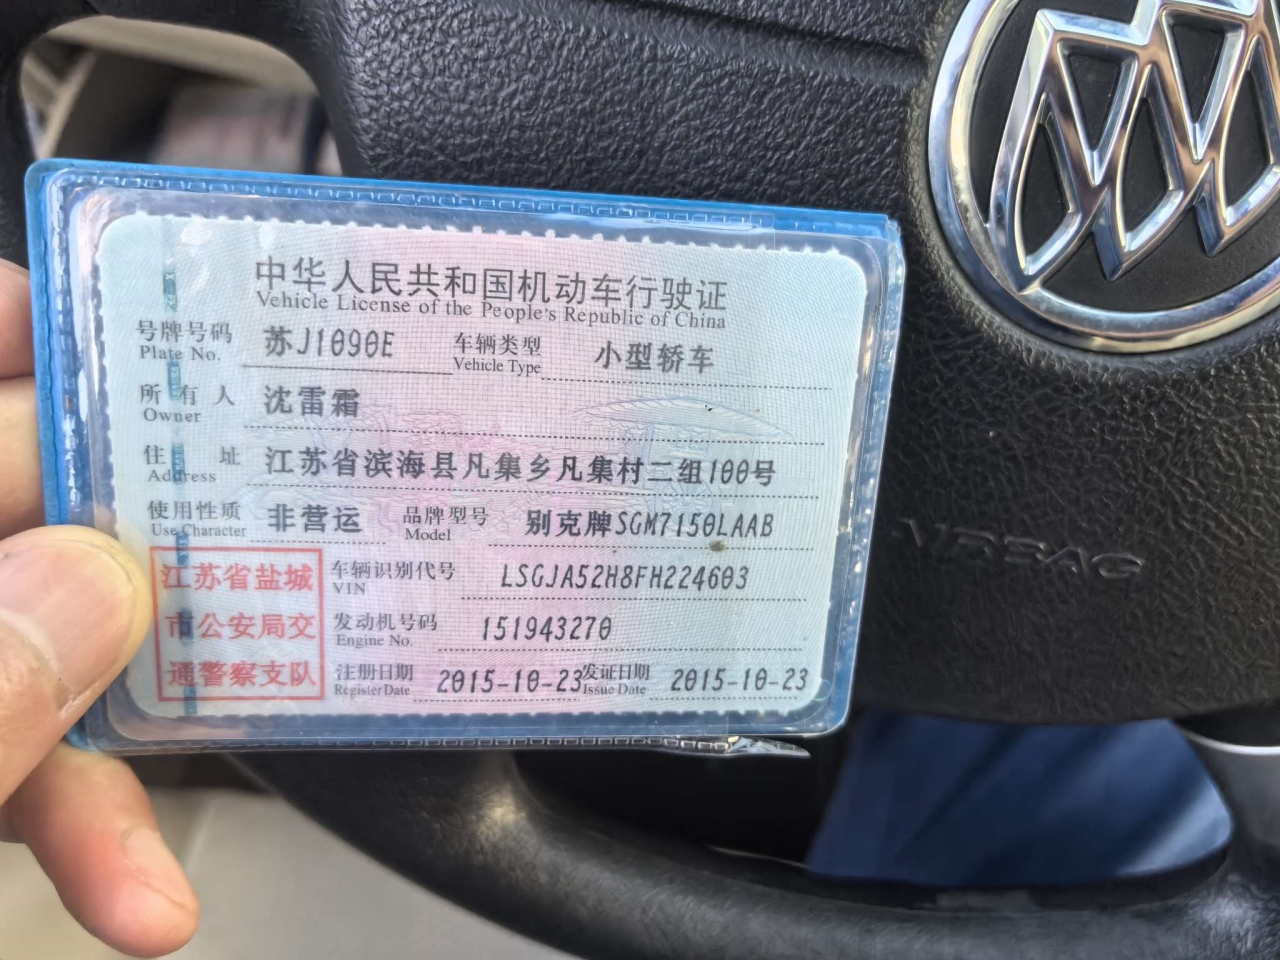 中华人民共和国机动车行驶证
Vehicle License of the People's Republic of China
号牌号码 苏J1090E 车辆类型 小型轿车
Plate No. Vehicle Type
所有人 沈雷霜
Owner
住址 江苏省滨海县凡集乡凡集村二组100号
Address
使用性质 非营运 品牌型号 别克牌SGM7150LAAB
Use Character Model
江苏省盐城
市公安局交
通警察支队
车辆识别代号 LSGJA52H8FH224603
VIN
发动机号码 151943270
Engine No.
注册日期 2015-10-23 发证日期 2015-10-23
Register Date Issue Date
AIRBAG